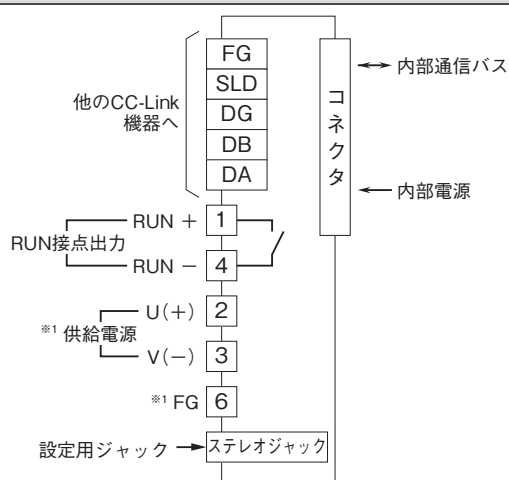 FG
SLD
DG
DB
DA
他のCC-Link
機器へ
コネクタ
内部通信バス
内部電源
RUN + 1
RUN接点出力
RUN − 4
U(+) 2
※1 供給電源
V(−) 3
※1 FG 6
設定用ジャック
ステレオジャック